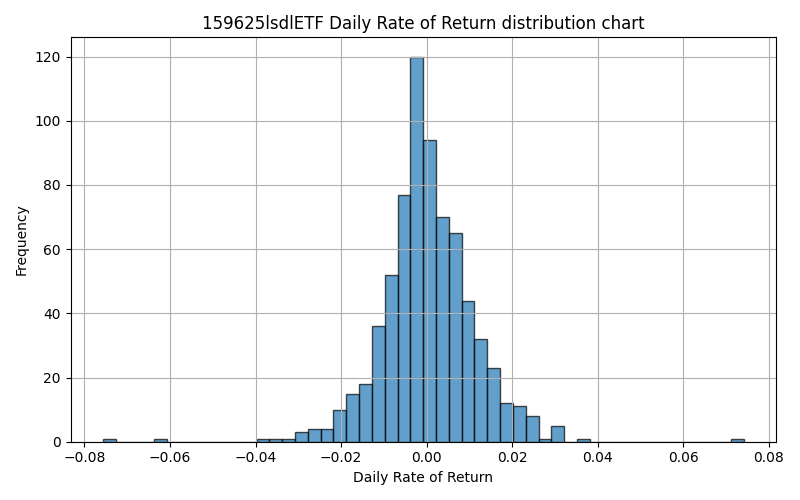 159625lsdlETF Daily Rate of Return distribution chart
120
100
80
60
40
20
0
Frequency
−0.08 −0.06 −0.04 −0.02 0.00 0.02 0.04 0.06 0.08
Daily Rate of Return